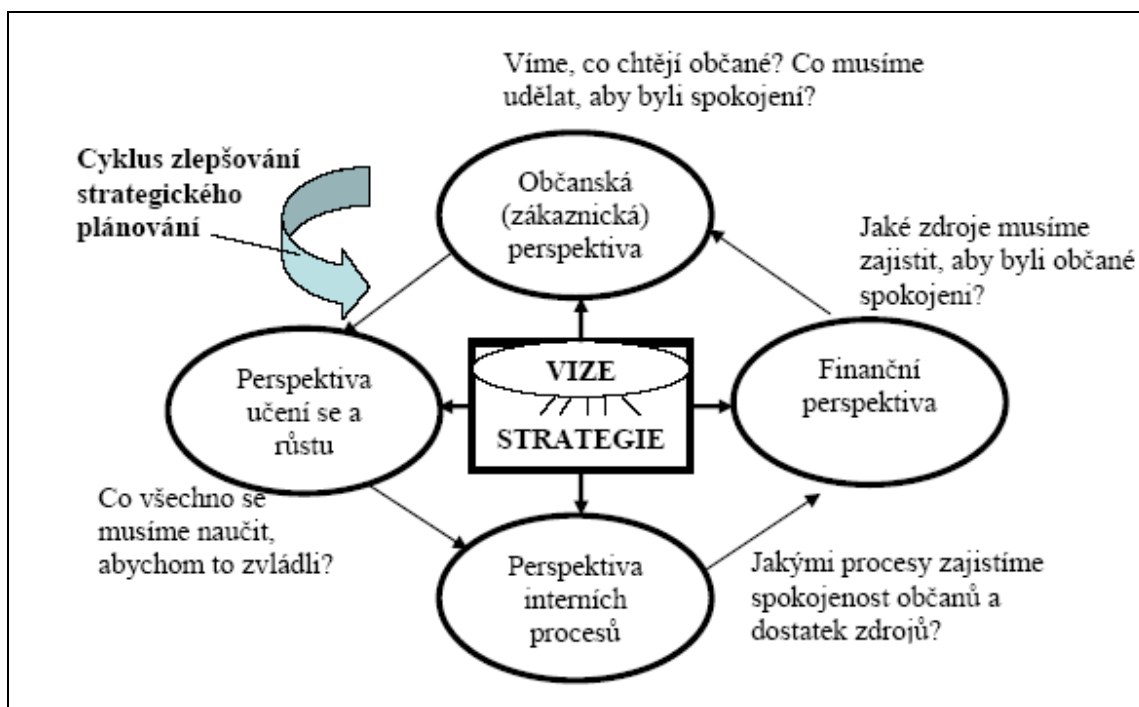 Víme, co chtějí občané? Co musíme
udělat, aby byli spokojení?
Cyklus zlepšování
strategického
plánování
Občanská
(zákaznická)
perspektiva
Jaké zdroje musíme
zajistit, aby byli občané
spokojeni?
Perspektiva
učení se a
růstu
VIZE
STRATEGIE
Finanční
perspektiva
Co všechno se
musíme naučit,
abychom to zvládli?
Perspektiva
interních
procesů
Jakými procesy zajistíme
spokojenost občanů a
dostatek zdrojů?